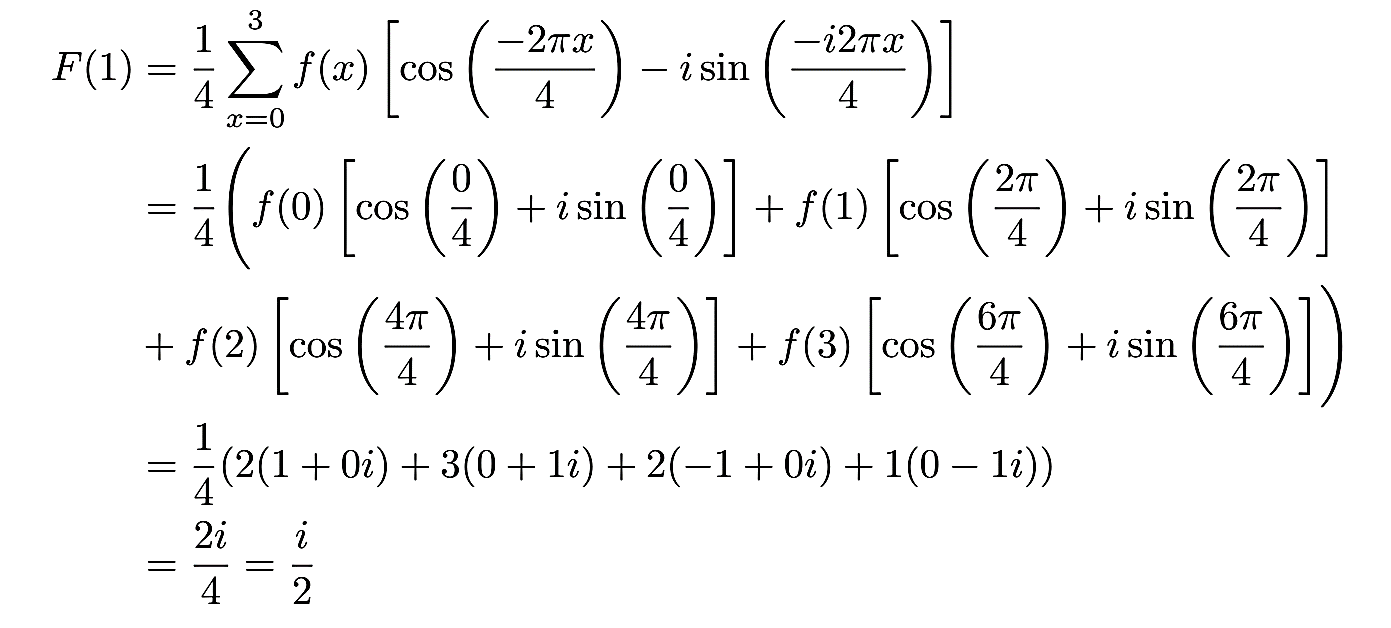 F(1) = \frac{1}{4} \sum_{x=0}^{3} f(x) \left[ \cos\left(\frac{-2\pi x}{4}\right) - i \sin\left(\frac{-i2\pi x}{4}\right) \right]
= \frac{1}{4} \left( f(0) \left[ \cos\left(\frac{0}{4}\right) + i \sin\left(\frac{0}{4}\right) \right] + f(1) \left[ \cos\left(\frac{2\pi}{4}\right) + i \sin\left(\frac{2\pi}{4}\right) \right]
+ f(2) \left[ \cos\left(\frac{4\pi}{4}\right) + i \sin\left(\frac{4\pi}{4}\right) \right] + f(3) \left[ \cos\left(\frac{6\pi}{4}\right) + i \sin\left(\frac{6\pi}{4}\right) \right] \right)
= \frac{1}{4} (2(1 + 0i) + 3(0 + 1i) + 2(-1 + 0i) + 1(0 - 1i))
= \frac{2i}{4} = \frac{i}{2}